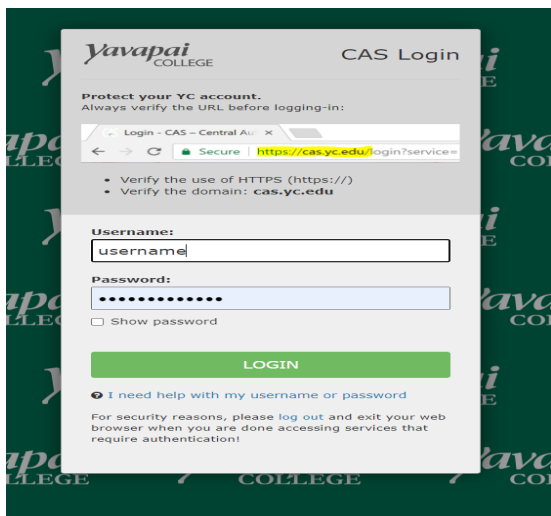 Yavapai
COLLEGE
CAS Login
Protect your YC account.
Always verify the URL before logging-in:
Login - CAS – Central Au
Secure | https://cas.yc.edu/login?service=
• Verify the use of HTTPS (https://)
• Verify the domain: cas.yc.edu
Username:
username
Password:
•••••••••••••
Show password
LOGIN
I need help with my username or password
For security reasons, please log out and exit your web
browser when you are done accessing services that
require authentication!
COLLEGE